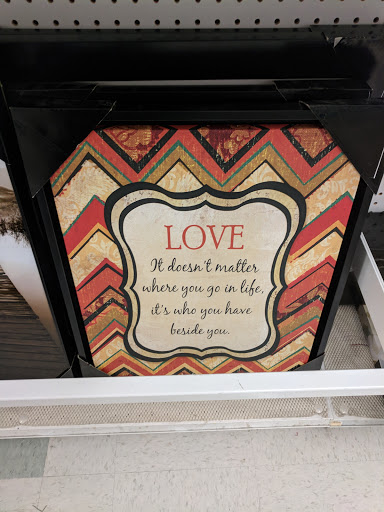 LOVE
It doesn't matter
where you go in life,
it's who you have
beside you.